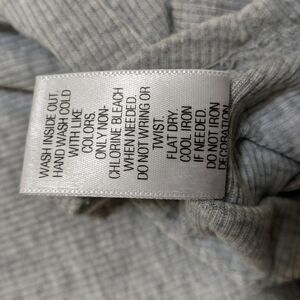 WASH INSIDE OUT.
HAND WASH COLD
WITH LIKE
COLORS.
ONLY NON-
CHLORINE BLEACH
WHEN NEEDED.
DO NOT WRING OR
TWIST.
FLAT DRY.
COOL IRON
IF NEEDED.
DO NOT IRON
DECORATION.